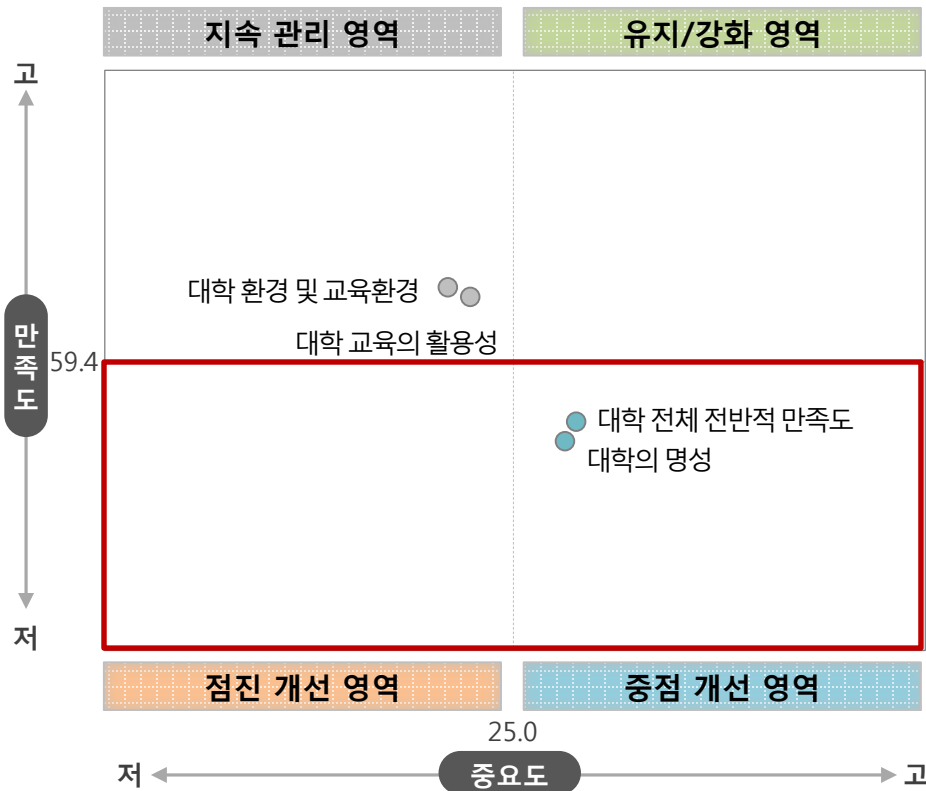 지속 관리 영역
유지/강화 영역
고
대학 환경 및 교육환경
대학 교육의 활용성
만족도
59.4
대학 전체 전반적 만족도
대학의 명성
저
점진 개선 영역
중점 개선 영역
25.0
저
중요도
고